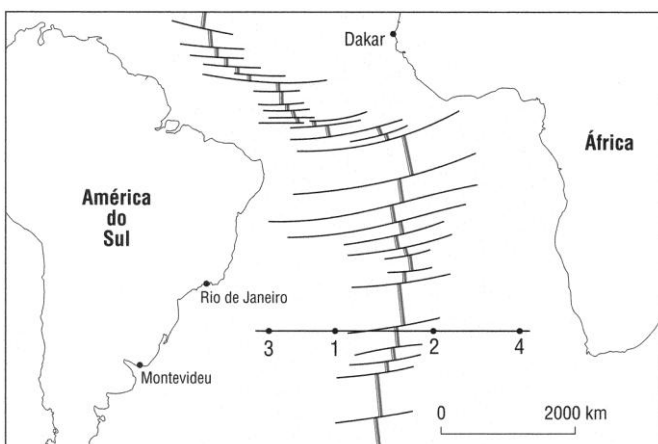 Dakar
África
América
do
Sul
Rio de Janeiro
3 1 2 4
Montevideu
0 2000 km